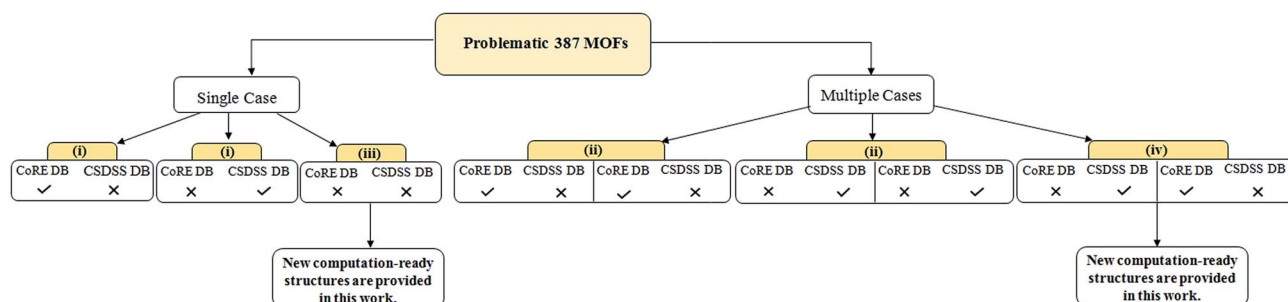 Problematic 387 MOFs
Single Case
Multiple Cases
(i)
(i)
(iii)
(ii)
(ii)
(iv)
CoRE DB CSDSS DB
✓ ✕
CoRE DB CSDSS DB
✕ ✓
CoRE DB CSDSS DB
✕ ✕
CoRE DB CSDSS DB CoRE DB CSDSS DB
✓ ✕ ✓ ✕
CoRE DB CSDSS DB CoRE DB CSDSS DB
✕ ✓ ✕ ✓
CoRE DB CSDSS DB CoRE DB CSDSS DB
✕ ✓ ✓ ✕
New computation-ready
structures are provided
in this work.
New computation-ready
structures are provided
in this work.